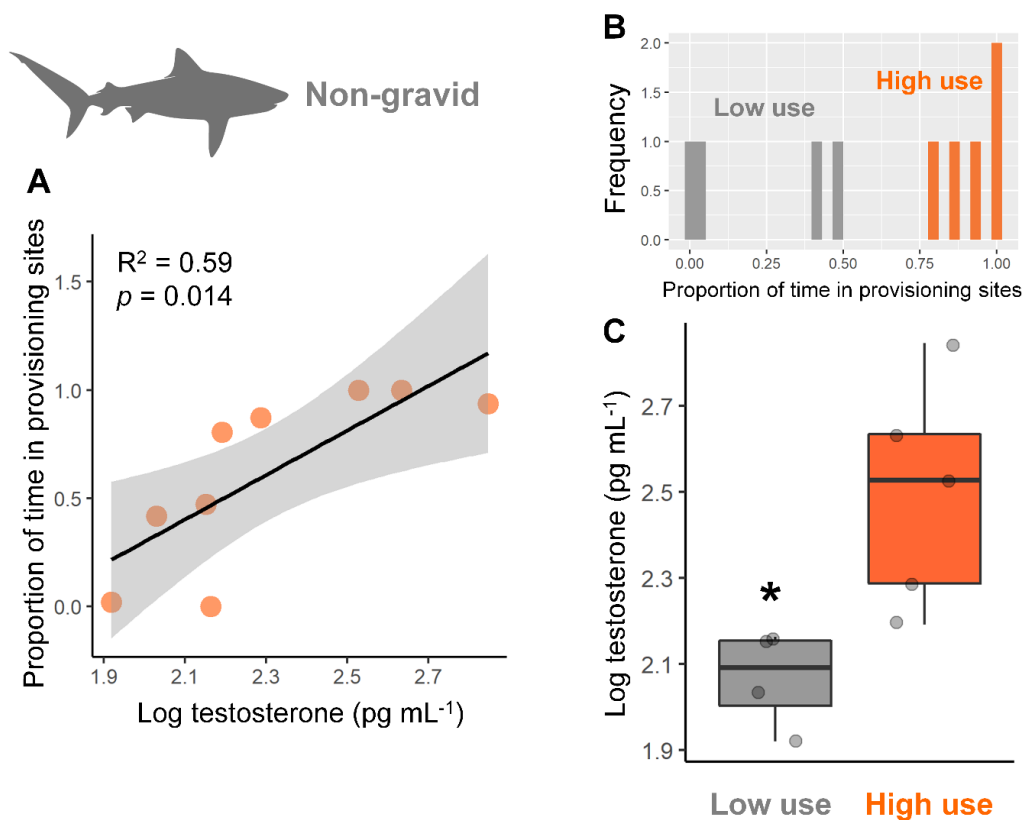 Non-gravid
A
Proportion of time in provisioning sites
R² = 0.59
p = 0.014
1.5
1.0
0.5
0.0
1.9 2.1 2.3 2.5 2.7
Log testosterone (pg mL⁻¹)
B
Frequency
2.0
1.5
1.0
0.5
0.0
High use
Low use
0.00 0.25 0.50 0.75 1.00
Proportion of time in provisioning sites
C
Log testosterone (pg mL⁻¹)
2.7
2.5
2.3
2.1
1.9
*
Low use High use